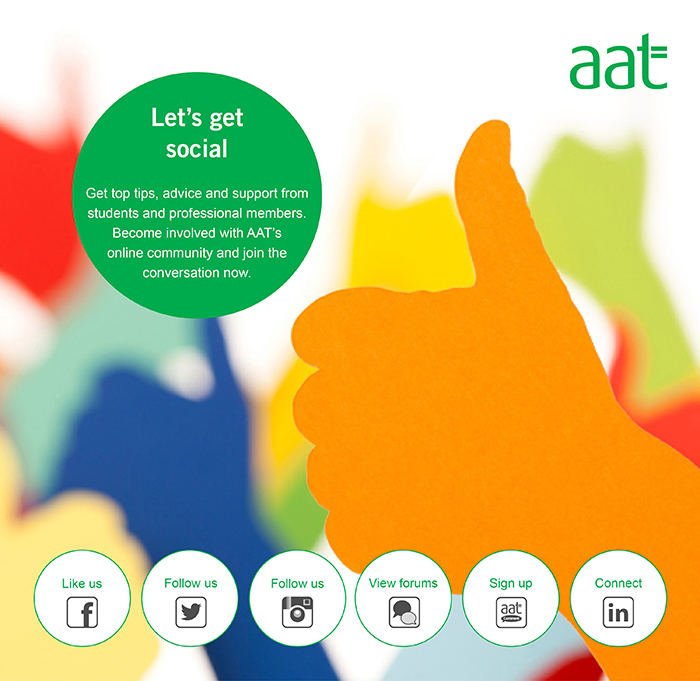 aat
Let's get
social
Get top tips, advice and support from
students and professional members.
Become involved with AAT's
online community and join the
conversation now.
Like us
Follow us
Follow us
View forums
Sign up
Connect
f
aat
in